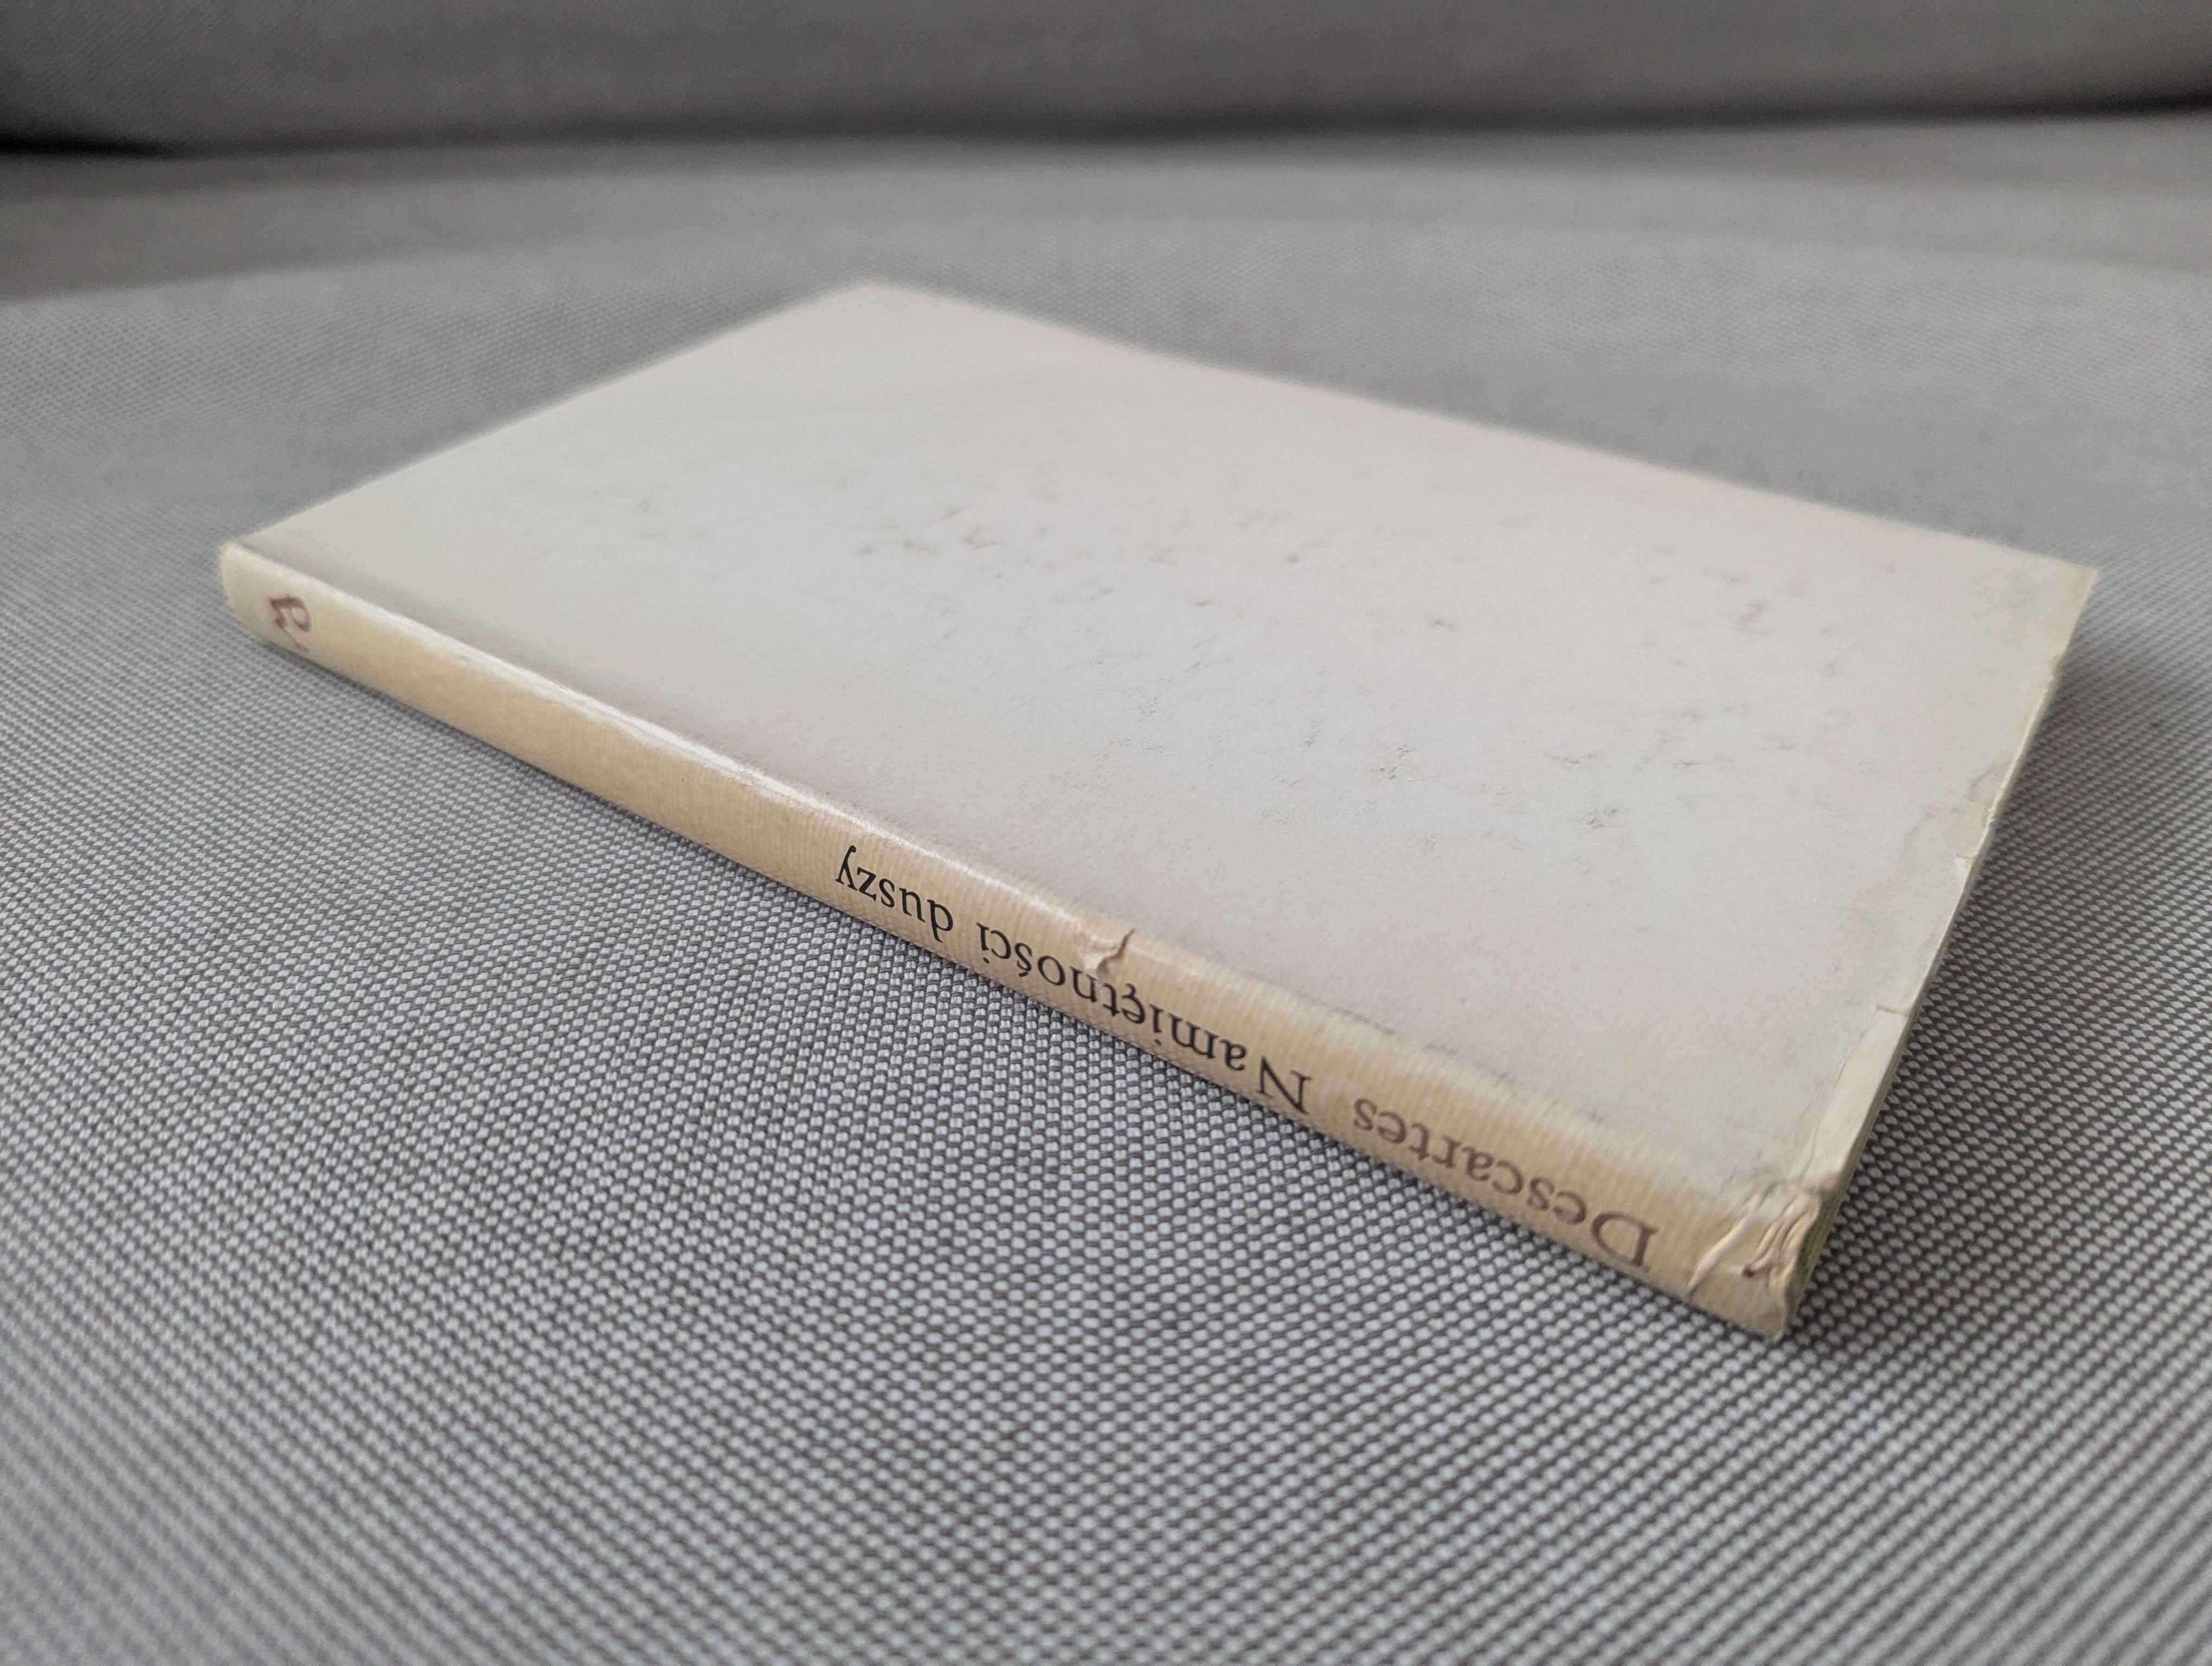 Descartes Namiętności duszy